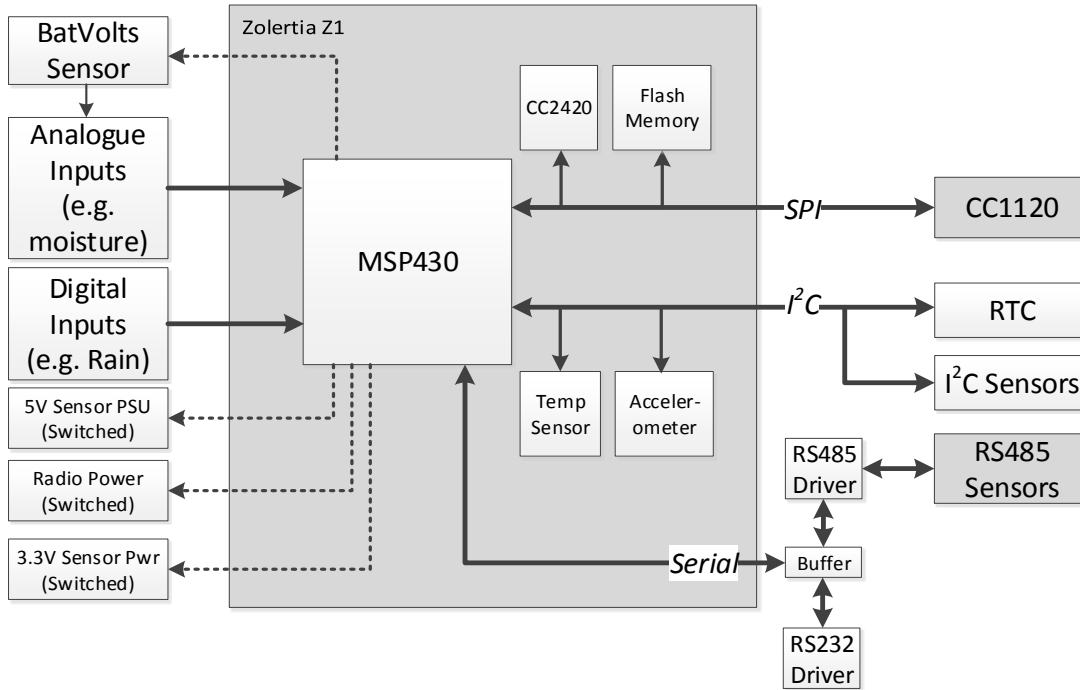 Zolertia Z1
BatVolts
Sensor
Analogue
Inputs
(e.g.
moisture)
Digital
Inputs
(e.g. Rain)
5V Sensor PSU
(Switched)
Radio Power
(Switched)
3.3V Sensor Pwr
(Switched)
MSP430
CC2420
Flash
Memory
SPI
CC1120
I²C
RTC
I²C Sensors
Temp
Sensor
Acceler-
ometer
RS485
Driver
RS485
Sensors
Serial
Buffer
RS232
Driver